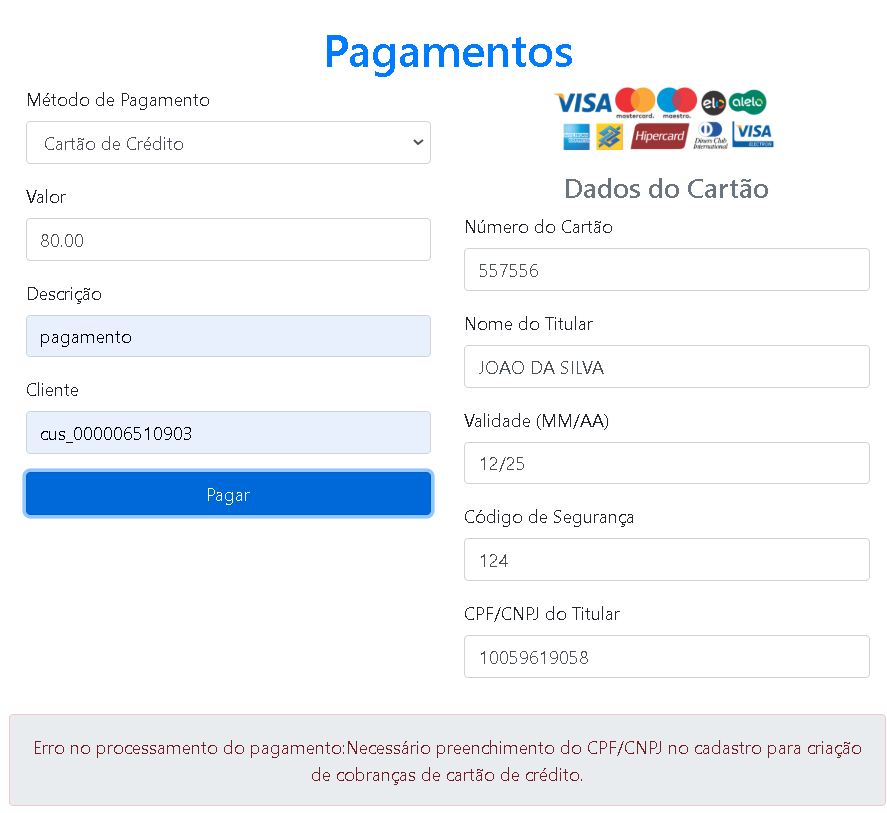 Pagamentos
Método de Pagamento
Cartão de Crédito
Valor
80.00
Descrição
pagamento
Cliente
cus_000006510903
Pagar
VISA mastercard. maestro. elo alelo
AMERICAN EXPRESS Hipercard Diners Club International VISA ELECTRON
Dados do Cartão
Número do Cartão
557556
Nome do Titular
JOAO DA SILVA
Validade (MM/AA)
12/25
Código de Segurança
124
CPF/CNPJ do Titular
10059619058
Erro no processamento do pagamento:Necessário preenchimento do CPF/CNPJ no cadastro para criação
de cobranças de cartão de crédito.